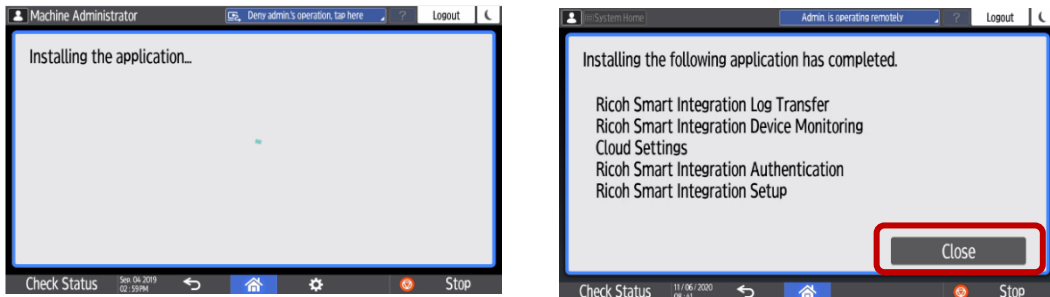 Machine Administrator
Deny admin.'s operation, tap here
?
Logout
Installing the application...
Check Status
Sep. 04 2019
02 : 59PM
Stop
System Home
Admin. is operating remotely
?
Logout
Installing the following application has completed.
Ricoh Smart Integration Log Transfer
Ricoh Smart Integration Device Monitoring
Cloud Settings
Ricoh Smart Integration Authentication
Ricoh Smart Integration Setup
Close
Check Status
11 / 06 / 2020
Stop